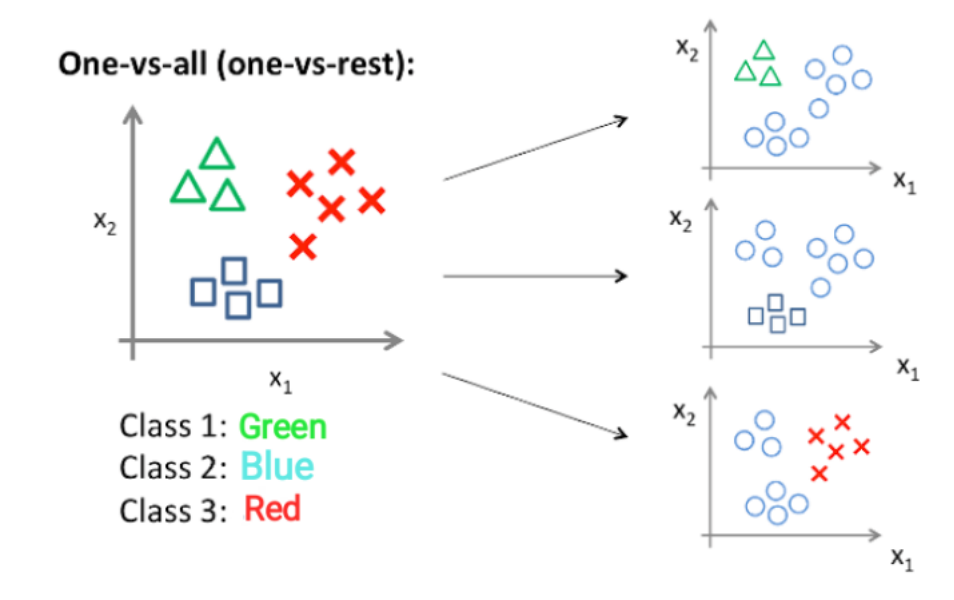 One-vs-all (one-vs-rest):
x₂
x₁
Class 1: Green
Class 2: Blue
Class 3: Red
x₂
x₁
x₂
x₁
x₂
x₁